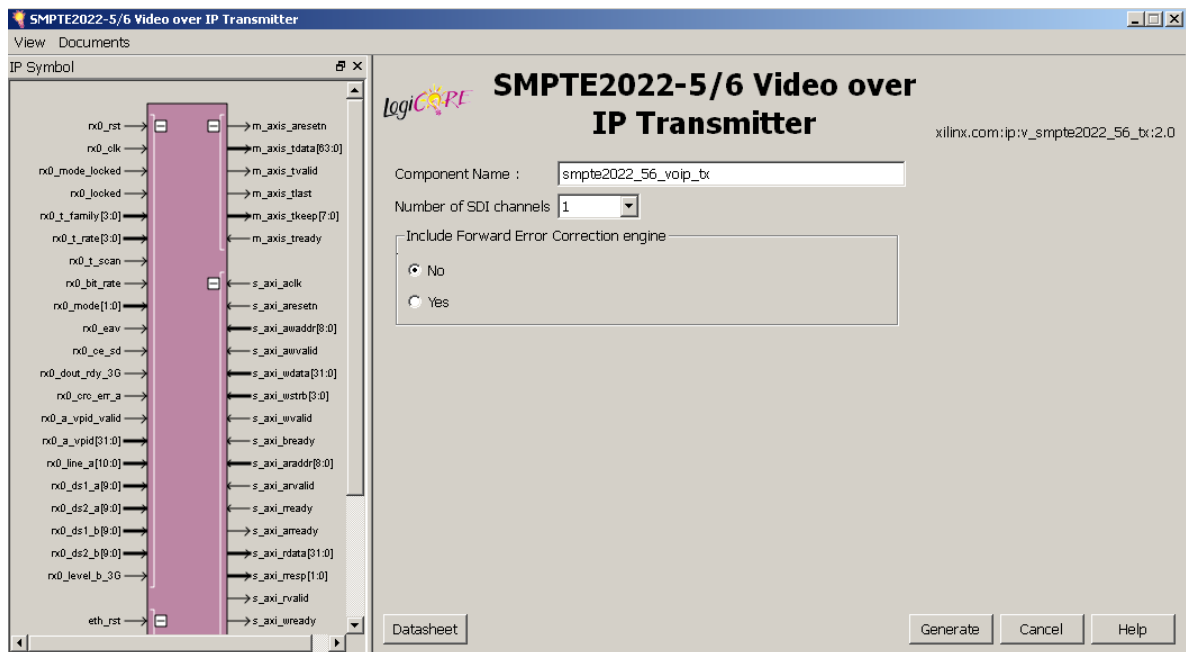 SMPTE2022-5/6 Video over IP Transmitter
View Documents
IP Symbol
rx0_rst
rx0_clk
rx0_mode_locked
rx0_locked
rx0_t_family[3:0]
rx0_t_rate[3:0]
rx0_t_scan
rx0_bit_rate
rx0_mode[1:0]
rx0_eav
rx0_ce_sd
rx0_dout_rdy_3G
rx0_crc_err_a
rx0_a_vpid_valid
rx0_a_vpid[31:0]
rx0_line_a[10:0]
rx0_ds1_a[9:0]
rx0_ds2_a[9:0]
rx0_ds1_b[9:0]
rx0_ds2_b[9:0]
rx0_level_b_3G
eth_rst
m_axis_aresetn
m_axis_tdata[63:0]
m_axis_tvalid
m_axis_tlast
m_axis_tkeep[7:0]
m_axis_tready
s_axi_aclk
s_axi_aresetn
s_axi_awaddr[8:0]
s_axi_awvalid
s_axi_wdata[31:0]
s_axi_wstrb[3:0]
s_axi_wvalid
s_axi_bready
s_axi_araddr[8:0]
s_axi_arvalid
s_axi_rready
s_axi_arready
s_axi_rdata[31:0]
s_axi_rresp[1:0]
s_axi_rvalid
s_axi_wready
logiCORE
SMPTE2022-5/6 Video over
IP Transmitter
xilinx.com:ip:v_smpte2022_56_tx:2.0
Component Name : smpte2022_56_voip_tx
Number of SDI channels 1
Include Forward Error Correction engine
No
Yes
Datasheet
Generate Cancel Help